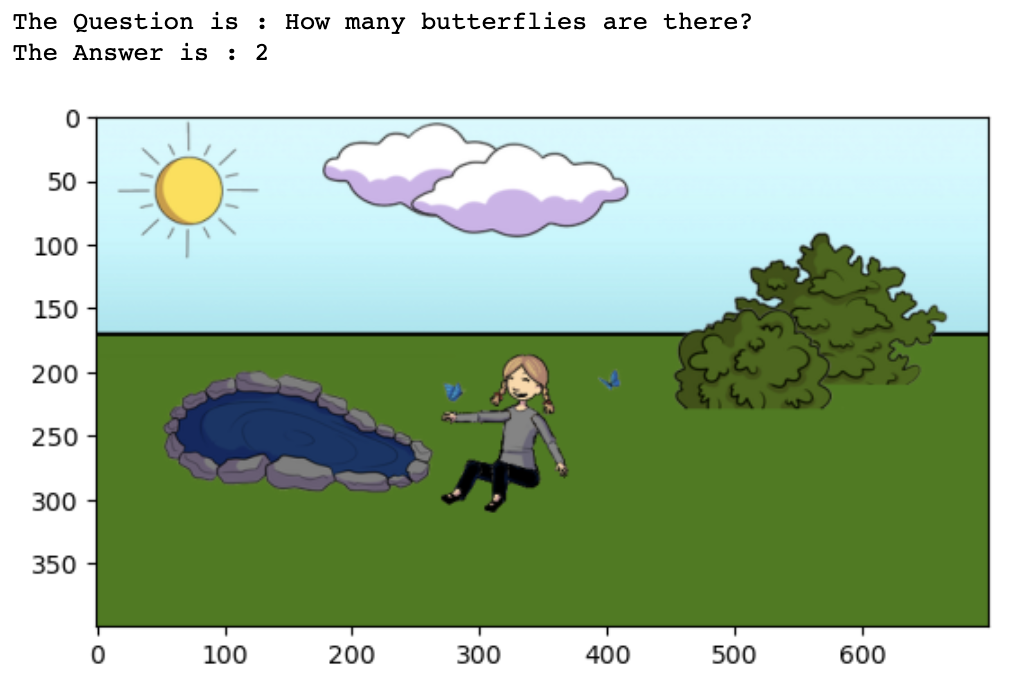 The Question is : How many butterflies are there?
The Answer is : 2
0
50
100
150
200
250
300
350
0 100 200 300 400 500 600